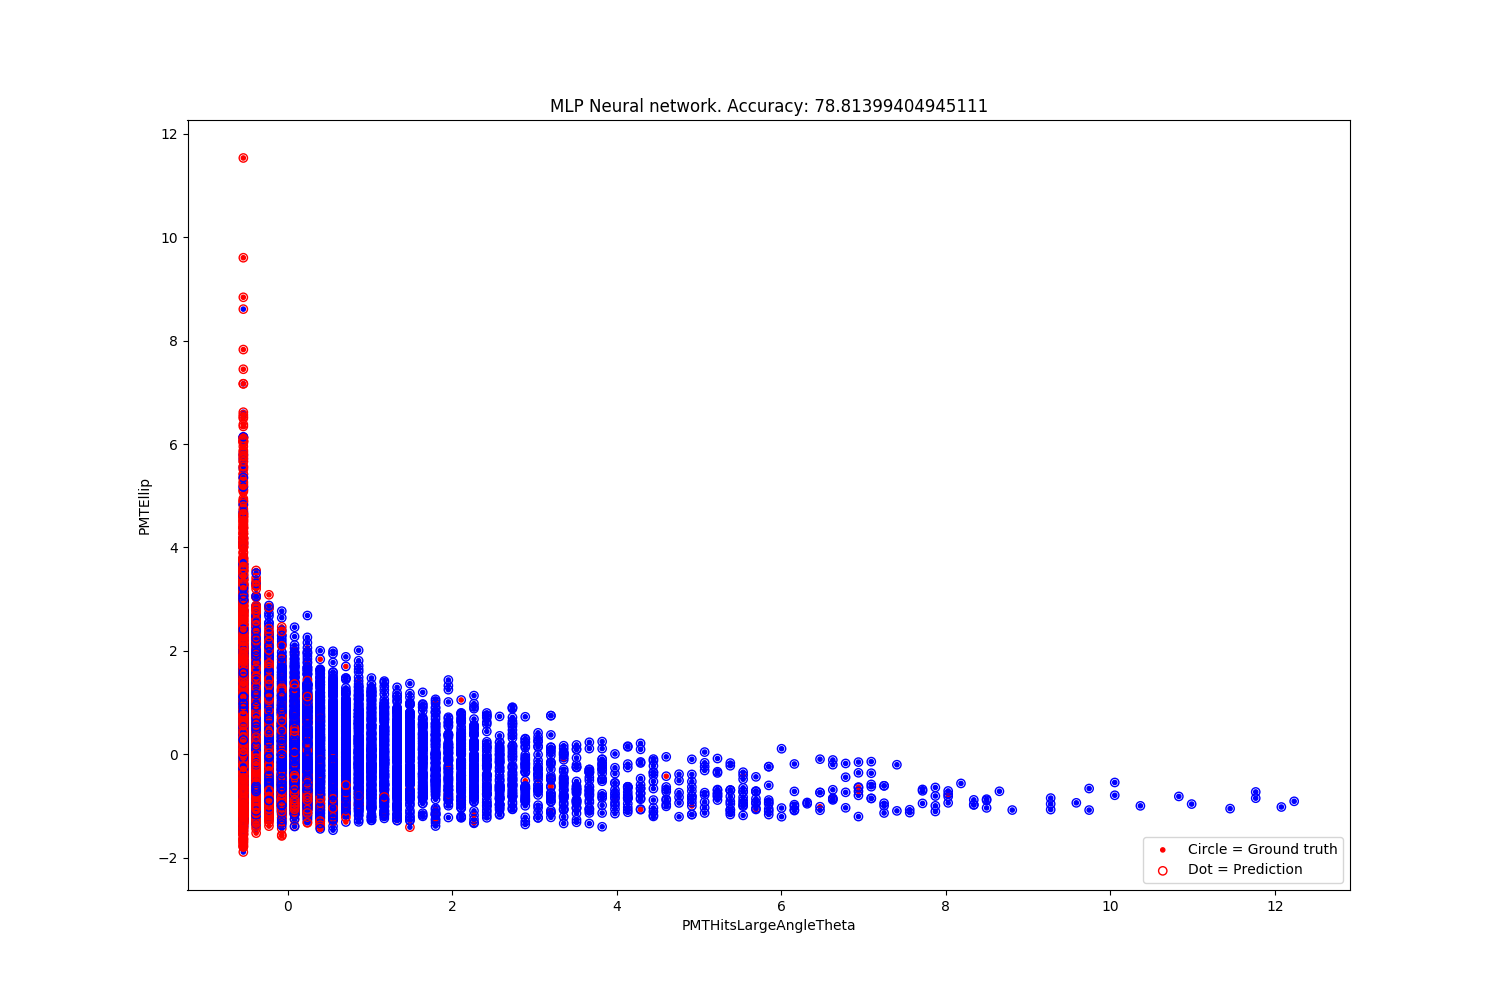 MLP Neural network. Accuracy: 78.81399404945111
12
10
8
6
4
2
0
−2
PMTEllip
Circle = Ground truth
Dot = Prediction
0 2 4 6 8 10 12
PMTHitsLargeAngleTheta